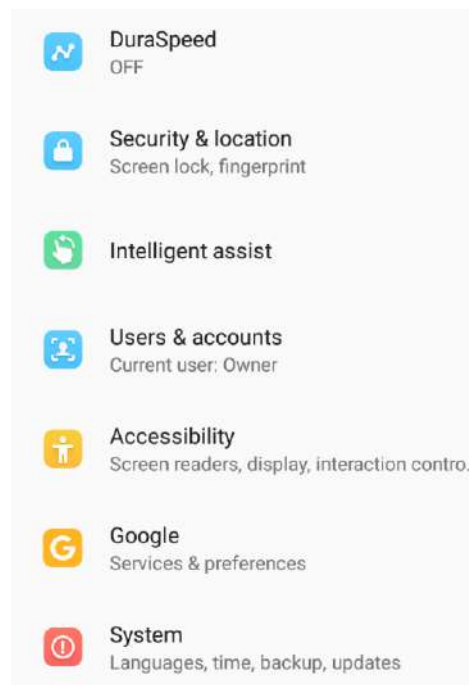 DuraSpeed
OFF
Security & location
Screen lock, fingerprint
Intelligent assist
Users & accounts
Current user: Owner
Accessibility
Screen readers, display, interaction contro.
Google
Services & preferences
System
Languages, time, backup, updates